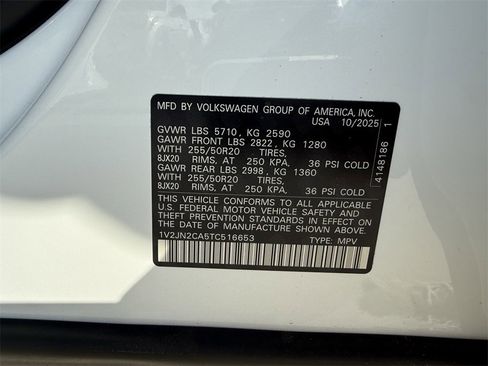 MFD BY VOLKSWAGEN GROUP OF AMERICA, INC.
USA 10/2025
GVWR LBS 5710, KG 2590
GAWR FRONT LBS 2822, KG 1280
WITH 255/50R20 TIRES,
8JX20 RIMS, AT 250 KPA, 36 PSI COLD
GAWR REAR LBS 2998, KG 1360
WITH 255/50R20 TIRES,
8JX20 RIMS, AT 250 KPA, 36 PSI COLD
THIS VEHICLE CONFORMS TO ALL APPLICABLE
U.S. FEDERAL MOTOR VEHICLE SAFETY AND
THEFT PREVENTION STANDARDS IN EFFECT ON
THE DATE OF MANUFACTURE SHOWN ABOVE.
1V2JN2CA5TC516653 TYPE: MPV
4148186 1